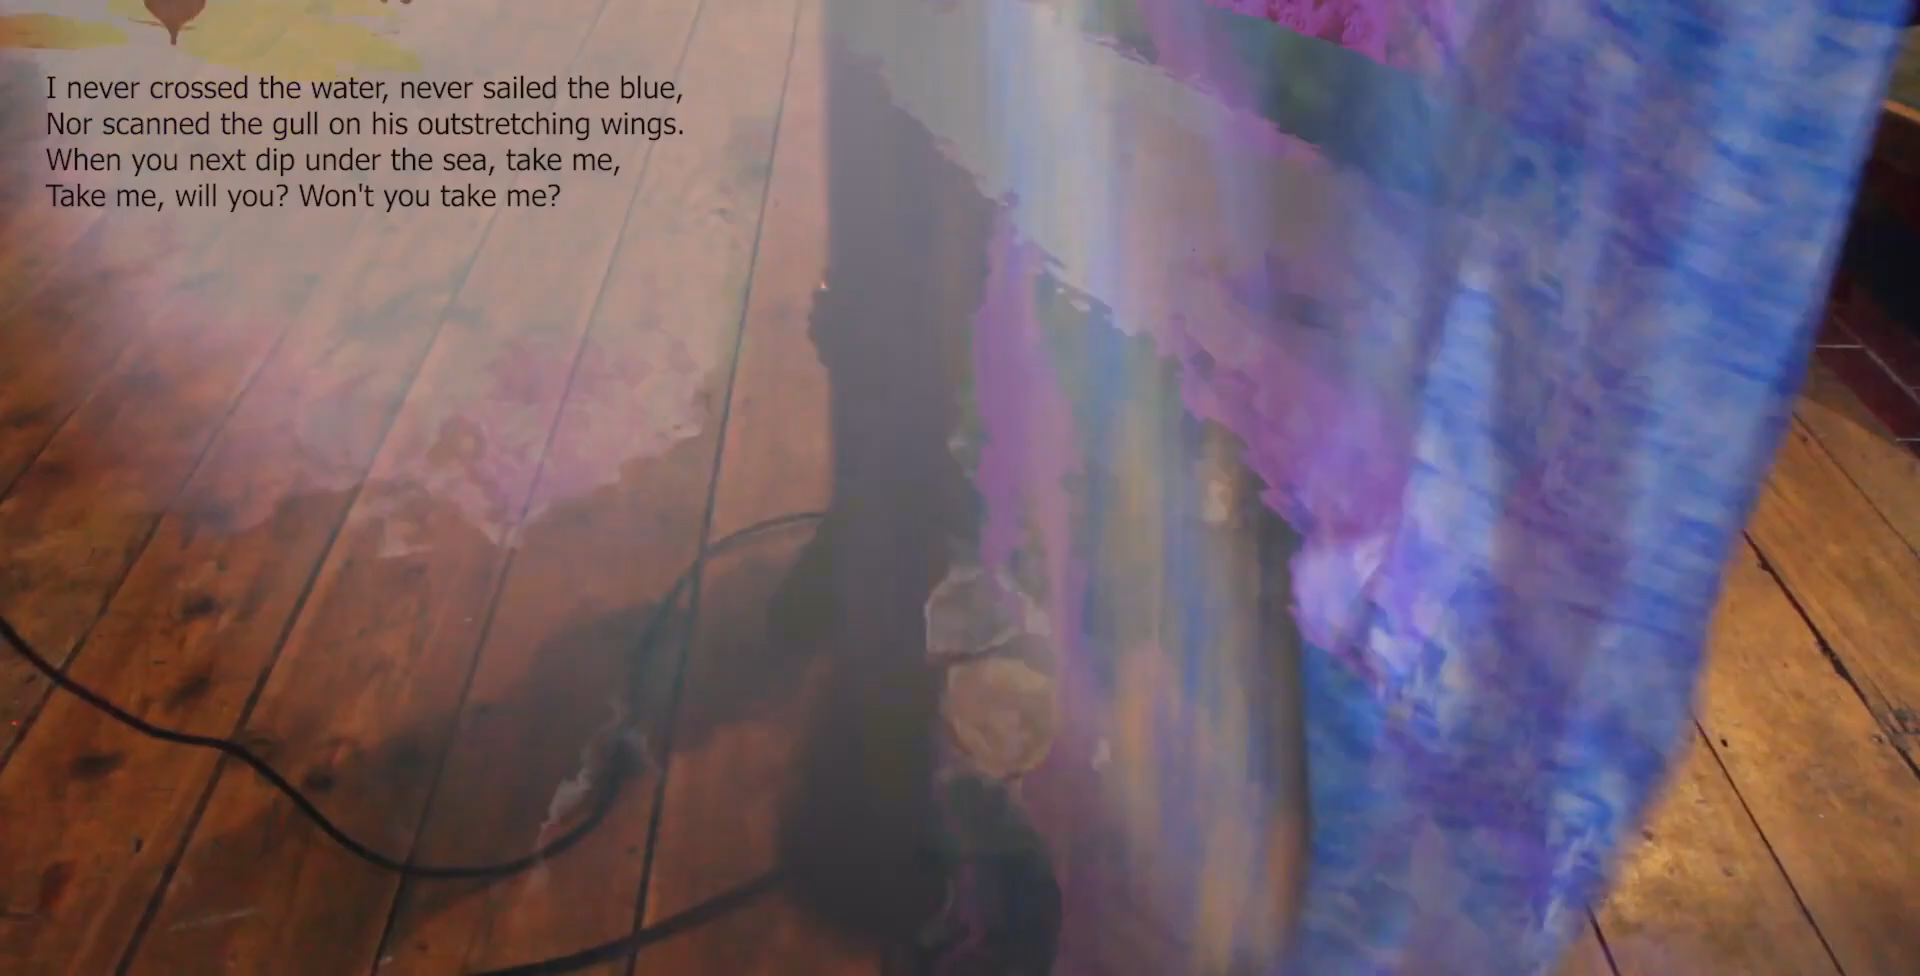 I never crossed the water, never sailed the blue,
Nor scanned the gull on his outstretching wings.
When you next dip under the sea, take me,
Take me, will you? Won't you take me?